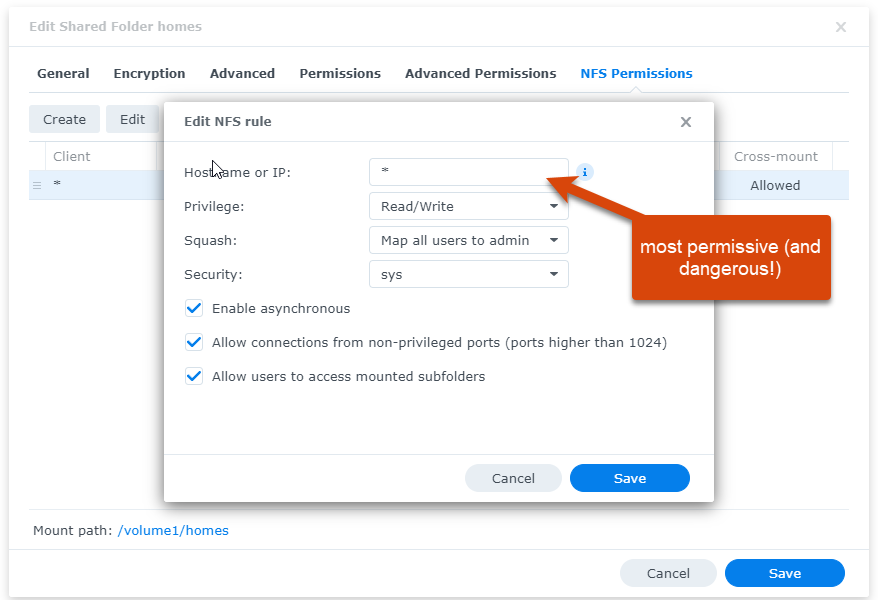 Edit Shared Folder homes
General Encryption Advanced Permissions Advanced Permissions NFS Permissions
Create Edit
Edit NFS rule
Client
Cross-mount
Hostname or IP: *
* Allowed
Privilege: Read/Write
Squash: Map all users to admin
most permissive (and
dangerous!)
Security: sys
Enable asynchronous
Allow connections from non-privileged ports (ports higher than 1024)
Allow users to access mounted subfolders
Cancel Save
Mount path: /volume1/homes
Cancel Save